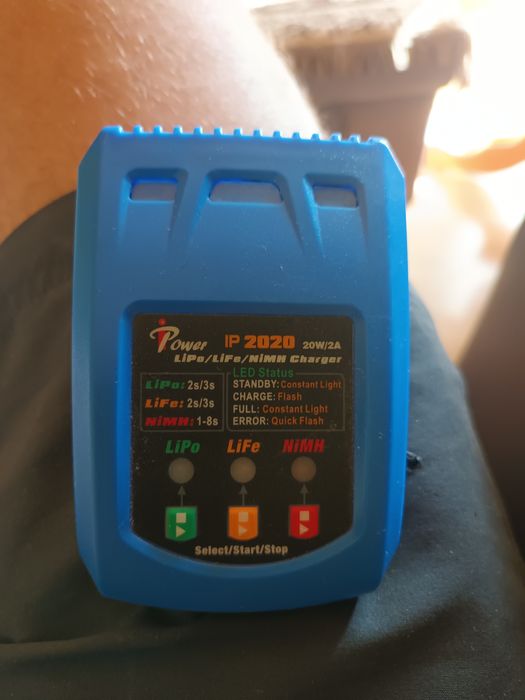 iPower IP 2020 20W/2A
LiPo/LiFe/NiMH Charger
LiPo: 2s/3s
LiFe: 2s/3s
NiMH: 1-8s
LED Status
STANDBY: Constant Light
CHARGE: Flash
FULL: Constant Light
ERROR: Quick Flash
LiPo LiFe NiMH
Select/Start/Stop